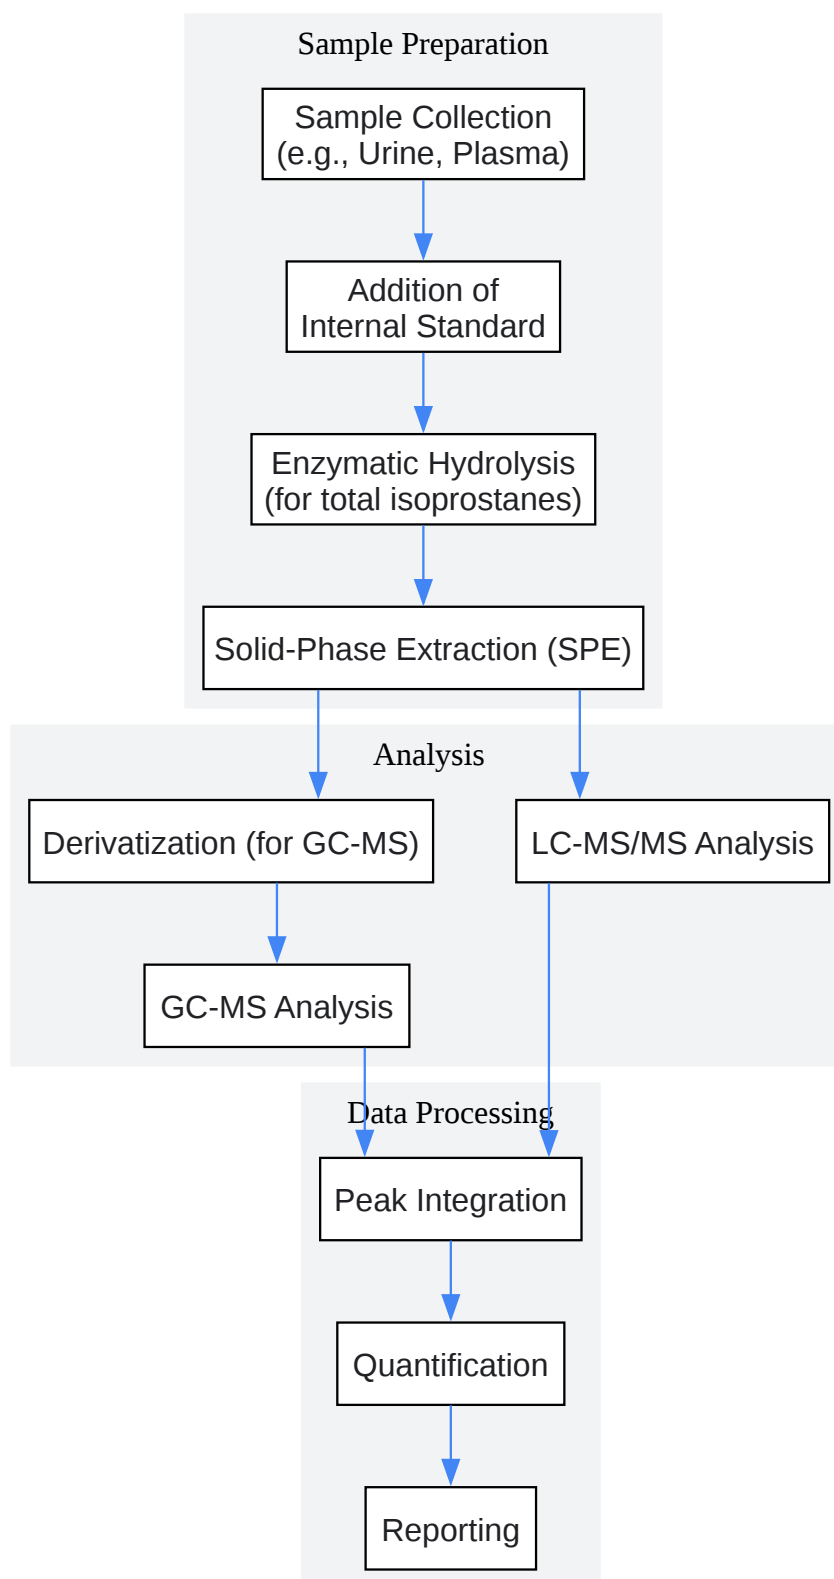 Sample Preparation
Sample Collection
(e.g., Urine, Plasma)
Addition of
Internal Standard
Enzymatic Hydrolysis
(for total isoprostanes)
Solid-Phase Extraction (SPE)
Analysis
Derivatization (for GC-MS)
LC-MS/MS Analysis
GC-MS Analysis
Data Processing
Peak Integration
Quantification
Reporting